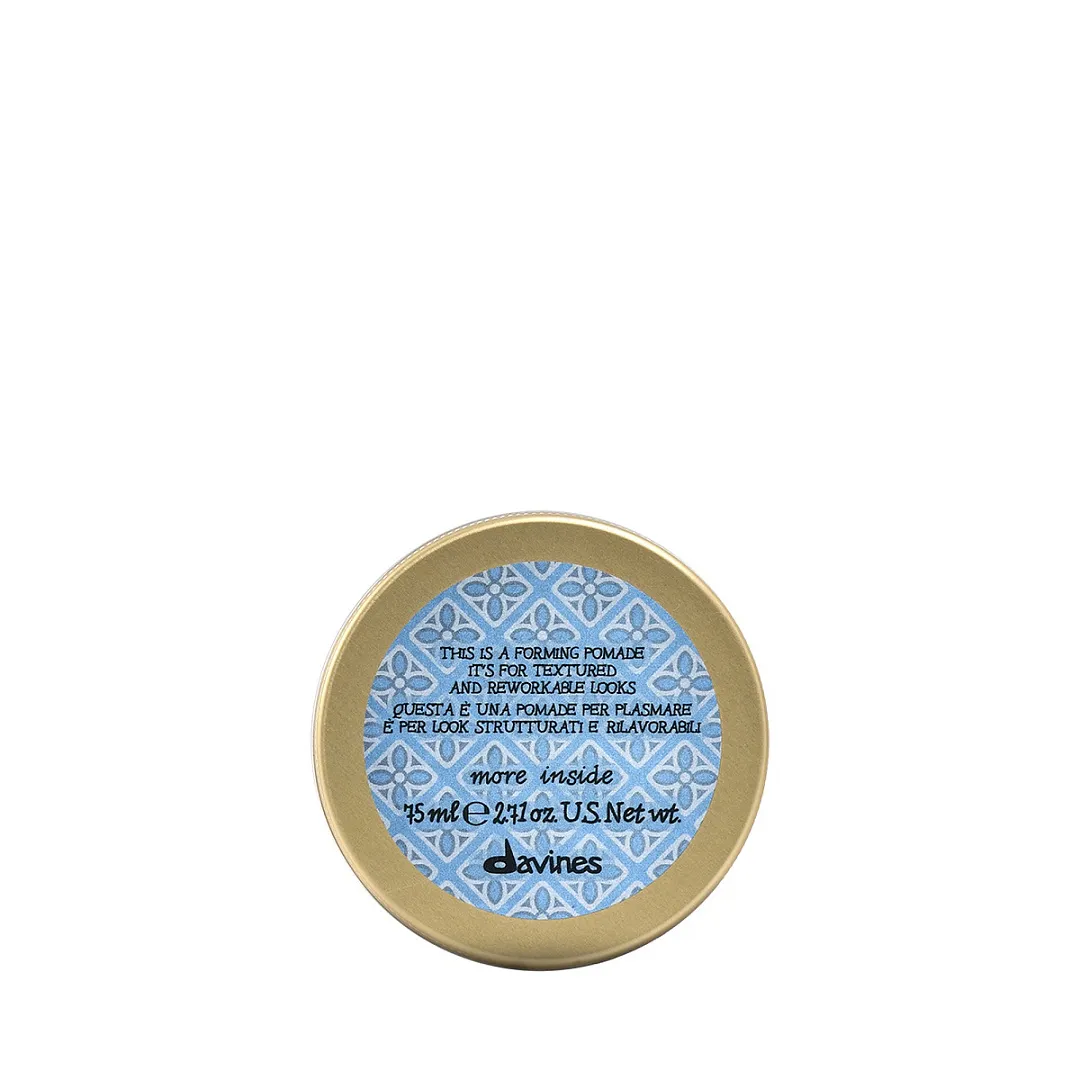 THIS IS A FORMING POMADE
IT'S FOR TEXTURED
AND REWORKABLE LOOKS
QUESTA È UNA POMADE PER PLASMARE
È PER LOOK STRUTTURATI E RILAVORABILI
more inside
75 ml ℮ 2.71 oz. U.S. Net wt.
davines